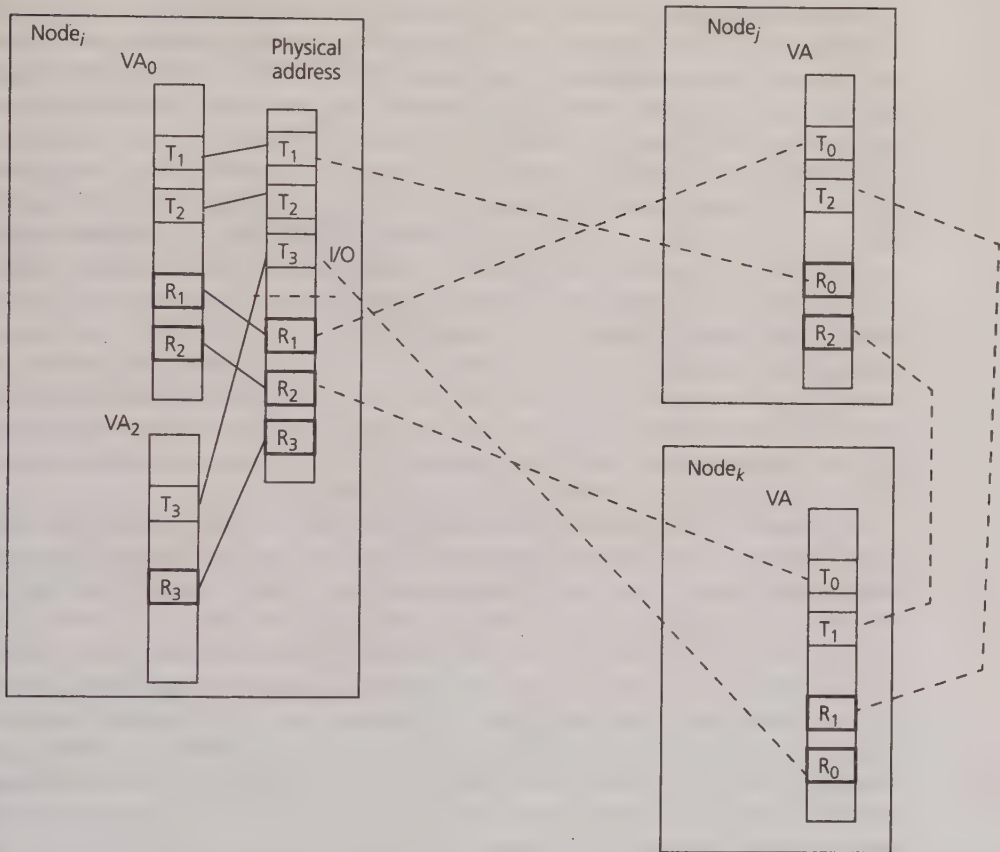 Node_i
VA_0
Physical
address
T_1
T_2
R_1
R_2
T_1
T_2
T_3
I/O
R_1
R_2
R_3
VA_2
T_3
R_3
Node_j
VA
T_0
T_2
R_0
R_2
Node_k
VA
T_0
T_1
R_1
R_0